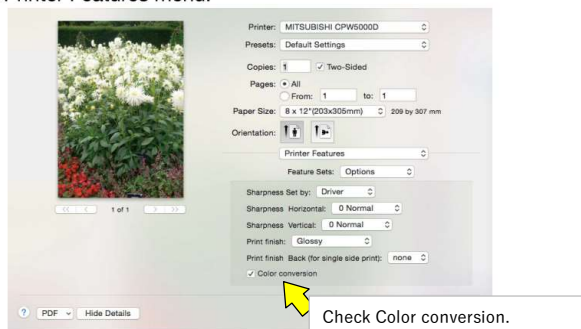 Printer Features menu.
Printer: MITSUBISHI CPW5000D
Presets: Default Settings
Copies: 1 Two-Sided
Pages: All
From: 1 to: 1
Paper Size: 8 x 12"(203x305mm) 209 by 307 mm
Orientation:
Printer Features
Feature Sets: Options
Sharpness Set by: Driver
Sharpness Horizontal: 0 Normal
Sharpness Vertical: 0 Normal
Print finish: Glossy
Print finish Back (for single side print): none
Color conversion
<< < 1 of 1 > >>
? PDF Hide Details
Check Color conversion.